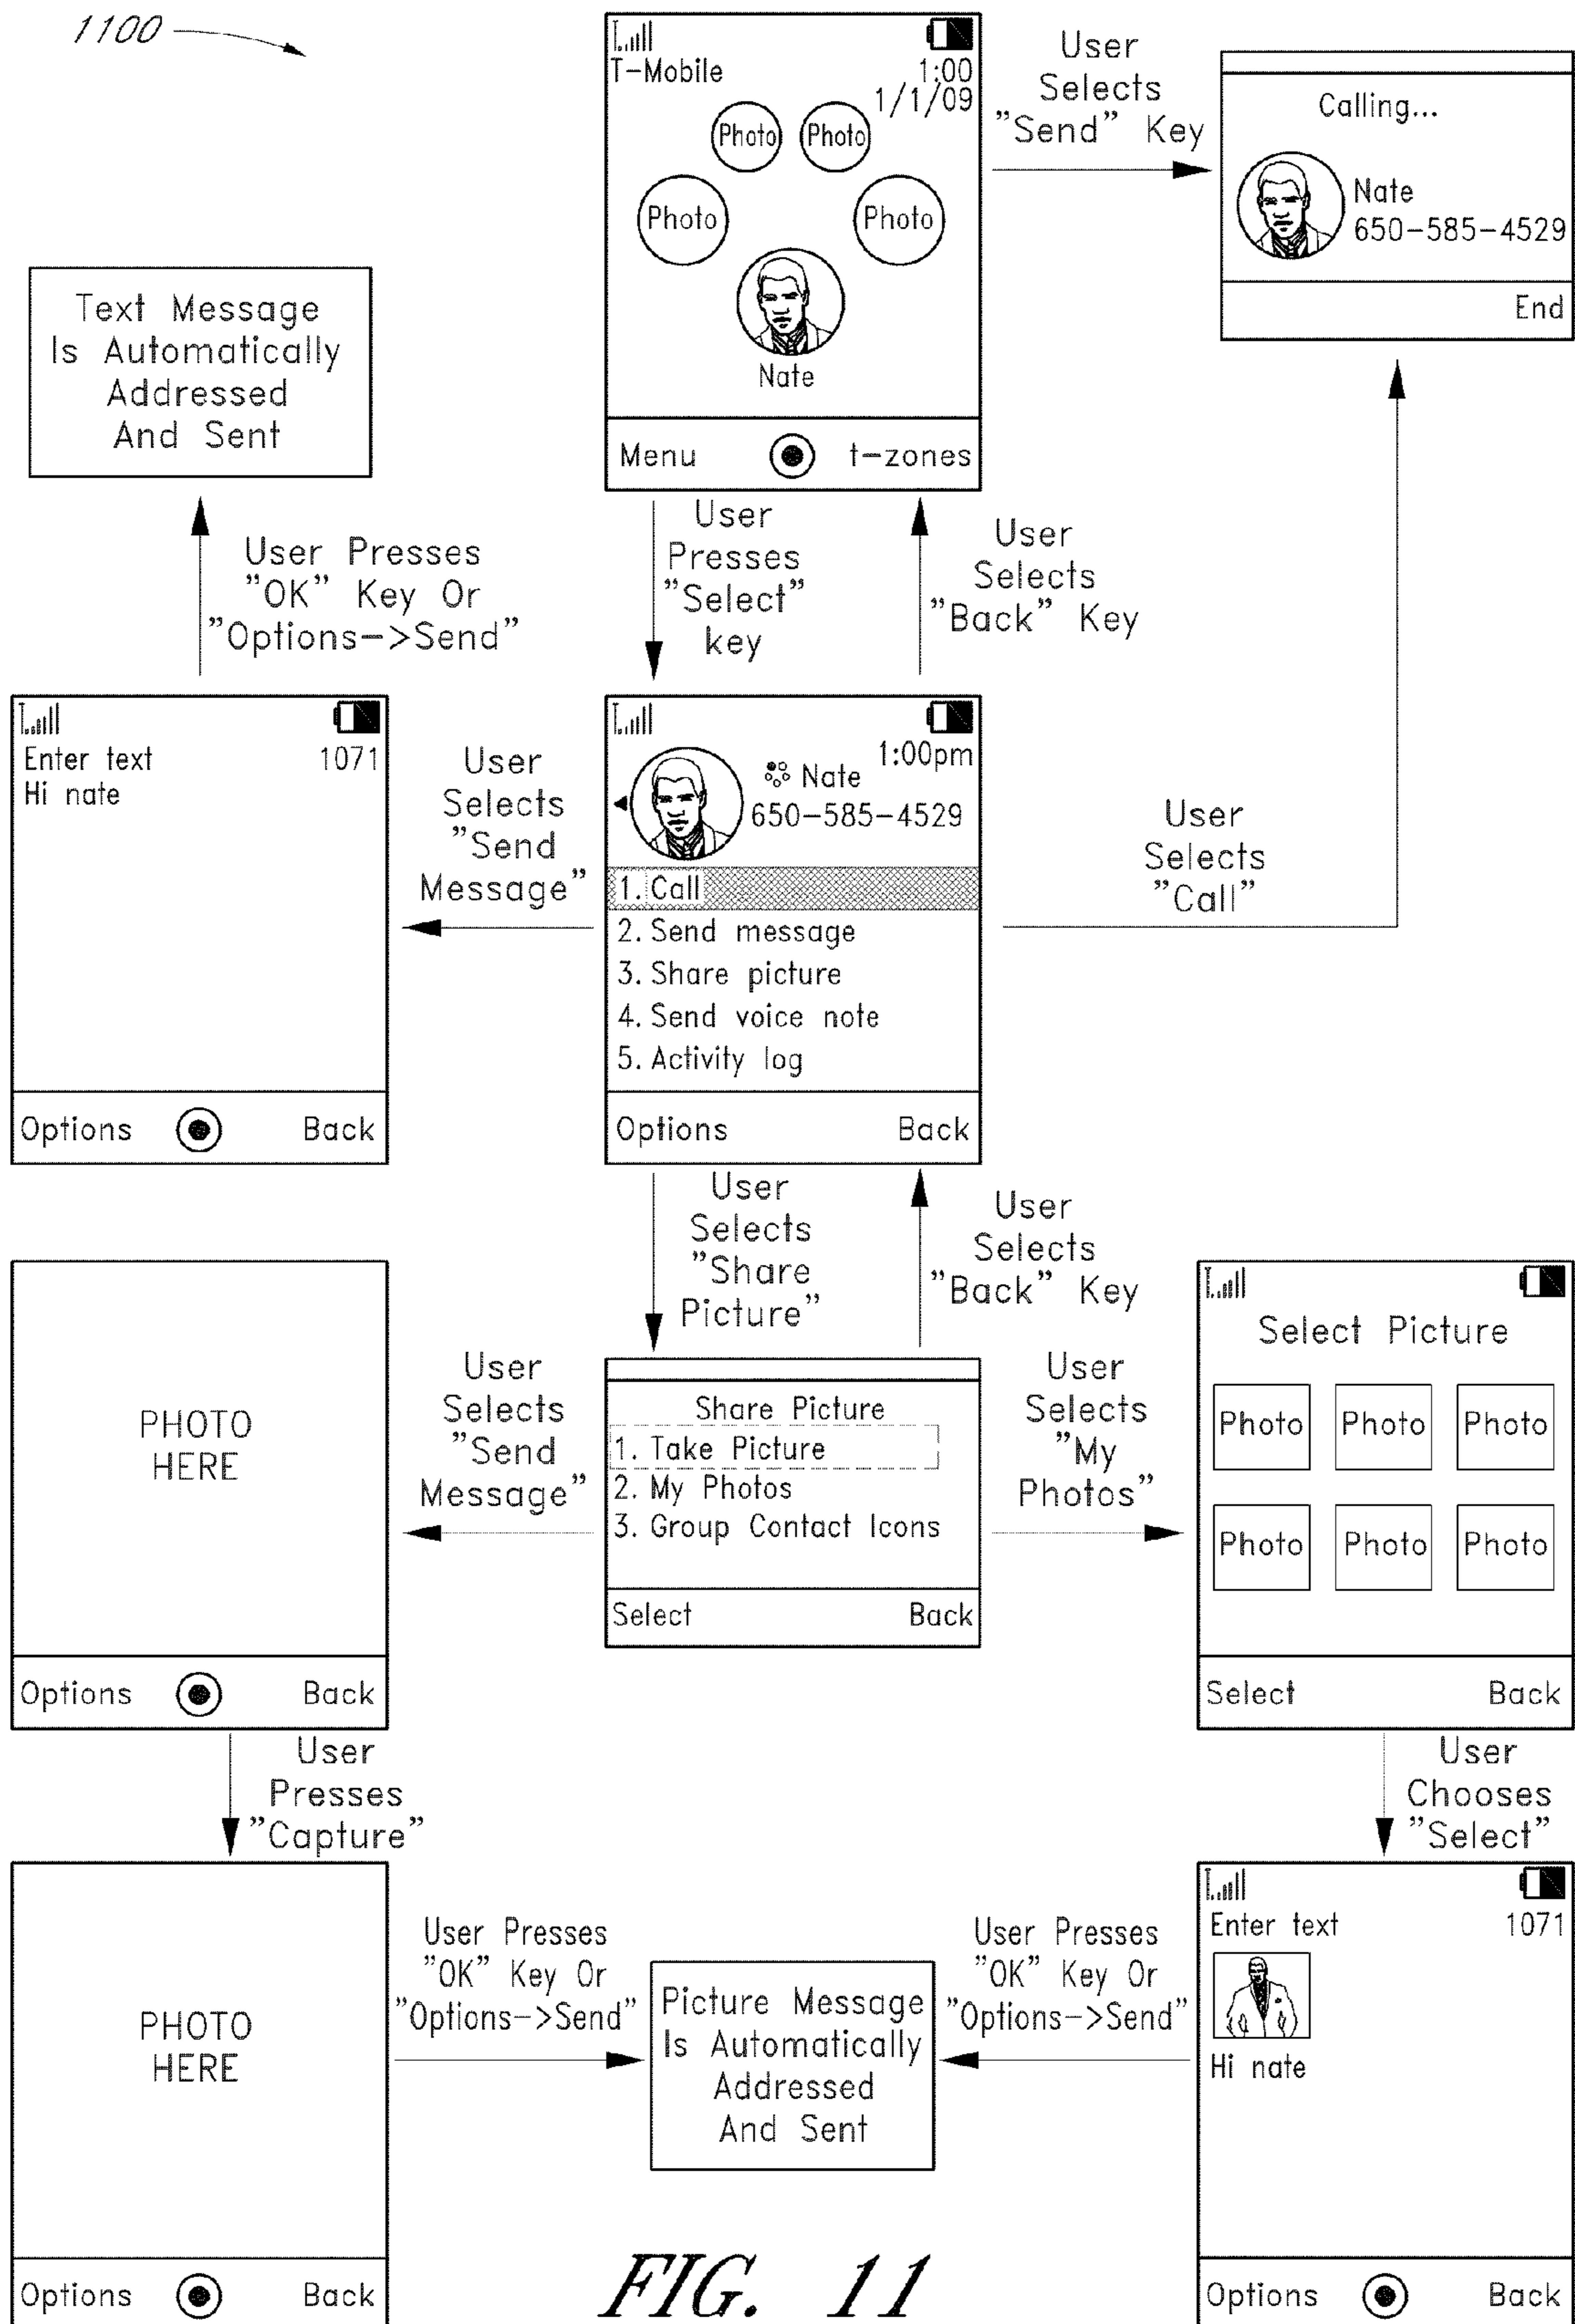 1100
T-Mobile
1:00
1/1/09
Photo
Photo
Photo
Photo
Nate
Menu
t-zones
User
Selects
"Send" Key
Calling...
Nate
650-585-4529
End
Text Message
Is Automatically
Addressed
And Sent
User Presses
"OK" Key Or
"Options->Send"
User
Presses
"Select"
key
User
Selects
"Back" Key
Enter text
1071
Hi nate
Options
Back
User
Selects
"Send
Message"
1:00pm
Nate
650-585-4529
1. Call
2. Send message
3. Share picture
4. Send voice note
5. Activity log
Options
Back
User
Selects
"Call"
User
Selects
"Share
Picture"
User
Selects
"Back" Key
PHOTO
HERE
Options
Back
User
Selects
"Send
Message"
Share Picture
1. Take Picture
2. My Photos
3. Group Contact Icons
Select
Back
User
Selects
"My
Photos"
Select Picture
Photo
Photo
Photo
Photo
Photo
Photo
Select
Back
User
Presses
"Capture"
User
Chooses
"Select"
PHOTO
HERE
Options
Back
User Presses
"OK" Key Or
"Options->Send"
Picture Message
Is Automatically
Addressed
And Sent
User Presses
"OK" Key Or
"Options->Send"
Enter text
1071
Hi nate
Options
Back
FIG. 11